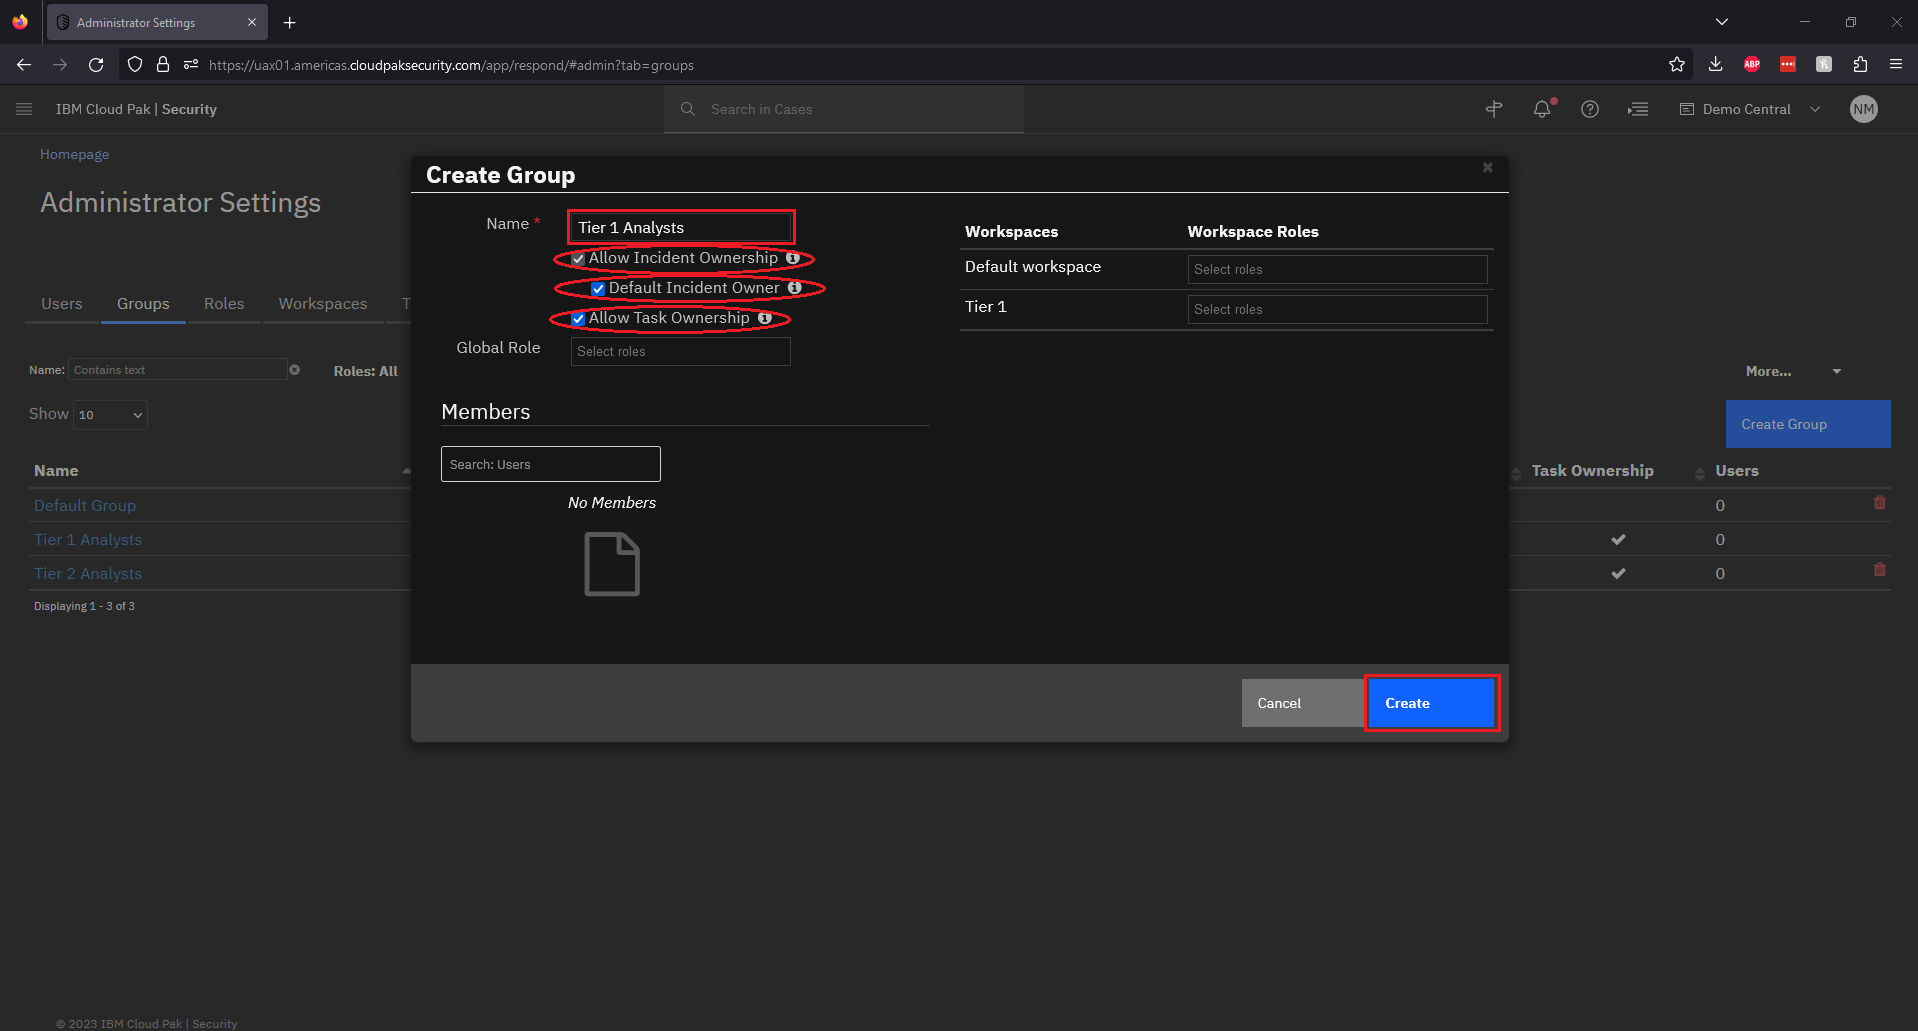 Administrator Settings
https://uax01.americas.cloudpaksecurity.com/app/respond/#admin?tab=groups
ABP
IBM Cloud Pak | Security
Search in Cases
Demo Central
NM
Homepage
Administrator Settings
Create Group
Name *
Tier 1 Analysts
Allow Incident Ownership
Default Incident Owner
Allow Task Ownership
Global Role
Select roles
Workspaces Workspace Roles
Default workspace Select roles
Tier 1 Select roles
Members
Search: Users
No Members
Cancel
Create
Users Groups Roles Workspaces T
Name: Contains text Roles: All
More...
Show 10
Create Group
Name Task Ownership Users
Default Group 0
Tier 1 Analysts 0
Tier 2 Analysts 0
Displaying 1 - 3 of 3
© 2023 IBM Cloud Pak | Security